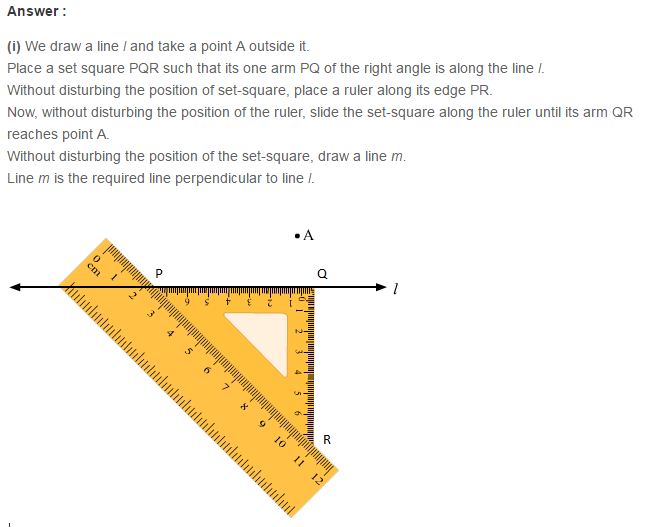 Answer :
(i) We draw a line l and take a point A outside it.
Place a set square PQR such that its one arm PQ of the right angle is along the line l.
Without disturbing the position of set-square, place a ruler along its edge PR.
Now, without disturbing the position of the ruler, slide the set-square along the ruler until its arm QR
reaches point A.
Without disturbing the position of the set-square, draw a line m.
Line m is the required line perpendicular to line l.
A
P
Q
l
0 1 2 3 4 5 6 7 8 9 10 11 12
cm
6 5 4 3 2 1 0
1 2 3 4 5 6
R